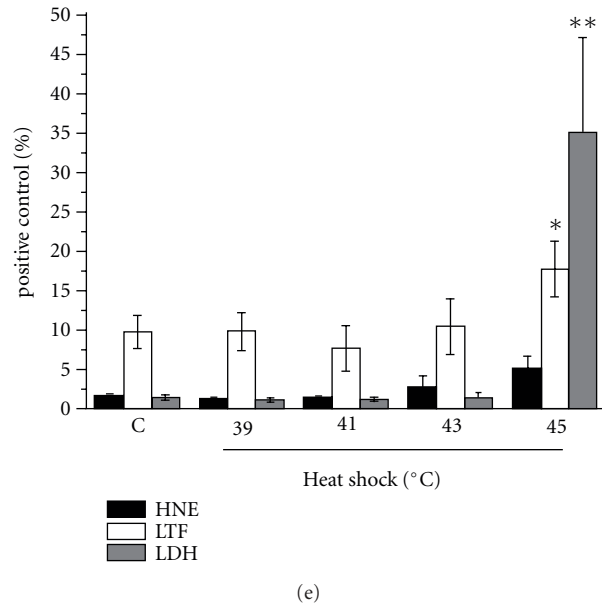 50
45
40
35
30
25
20
15
10
5
0
positive control (%)
**
*
C 39 41 43 45
Heat shock (°C)
HNE
LTF
LDH
(e)